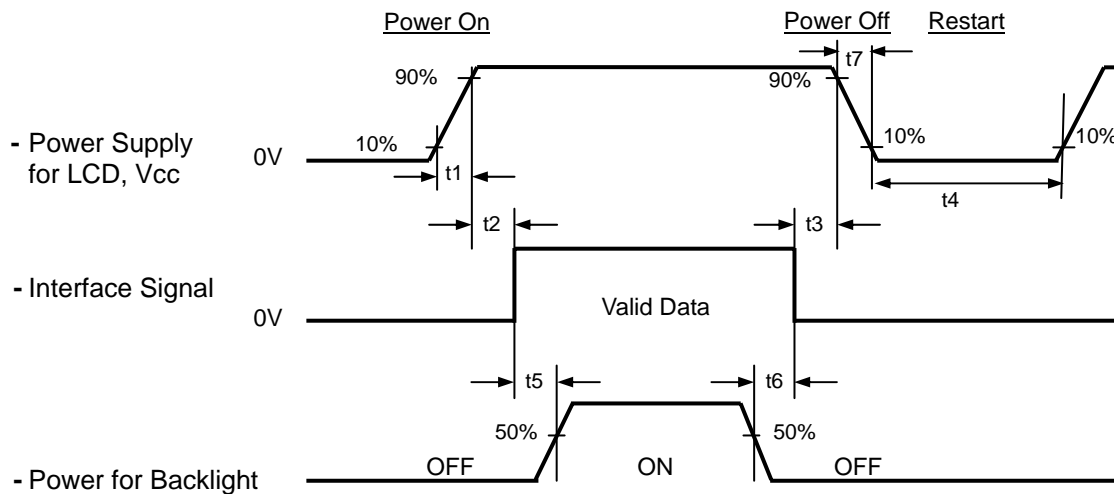 Power On
Power Off
Restart
t7
90%
90%
10%
10%
10%
- Power Supply
for LCD, Vcc
0V
t1
t4
t2
t3
- Interface Signal
Valid Data
0V
t5
t6
50%
50%
OFF
ON
OFF
- Power for Backlight